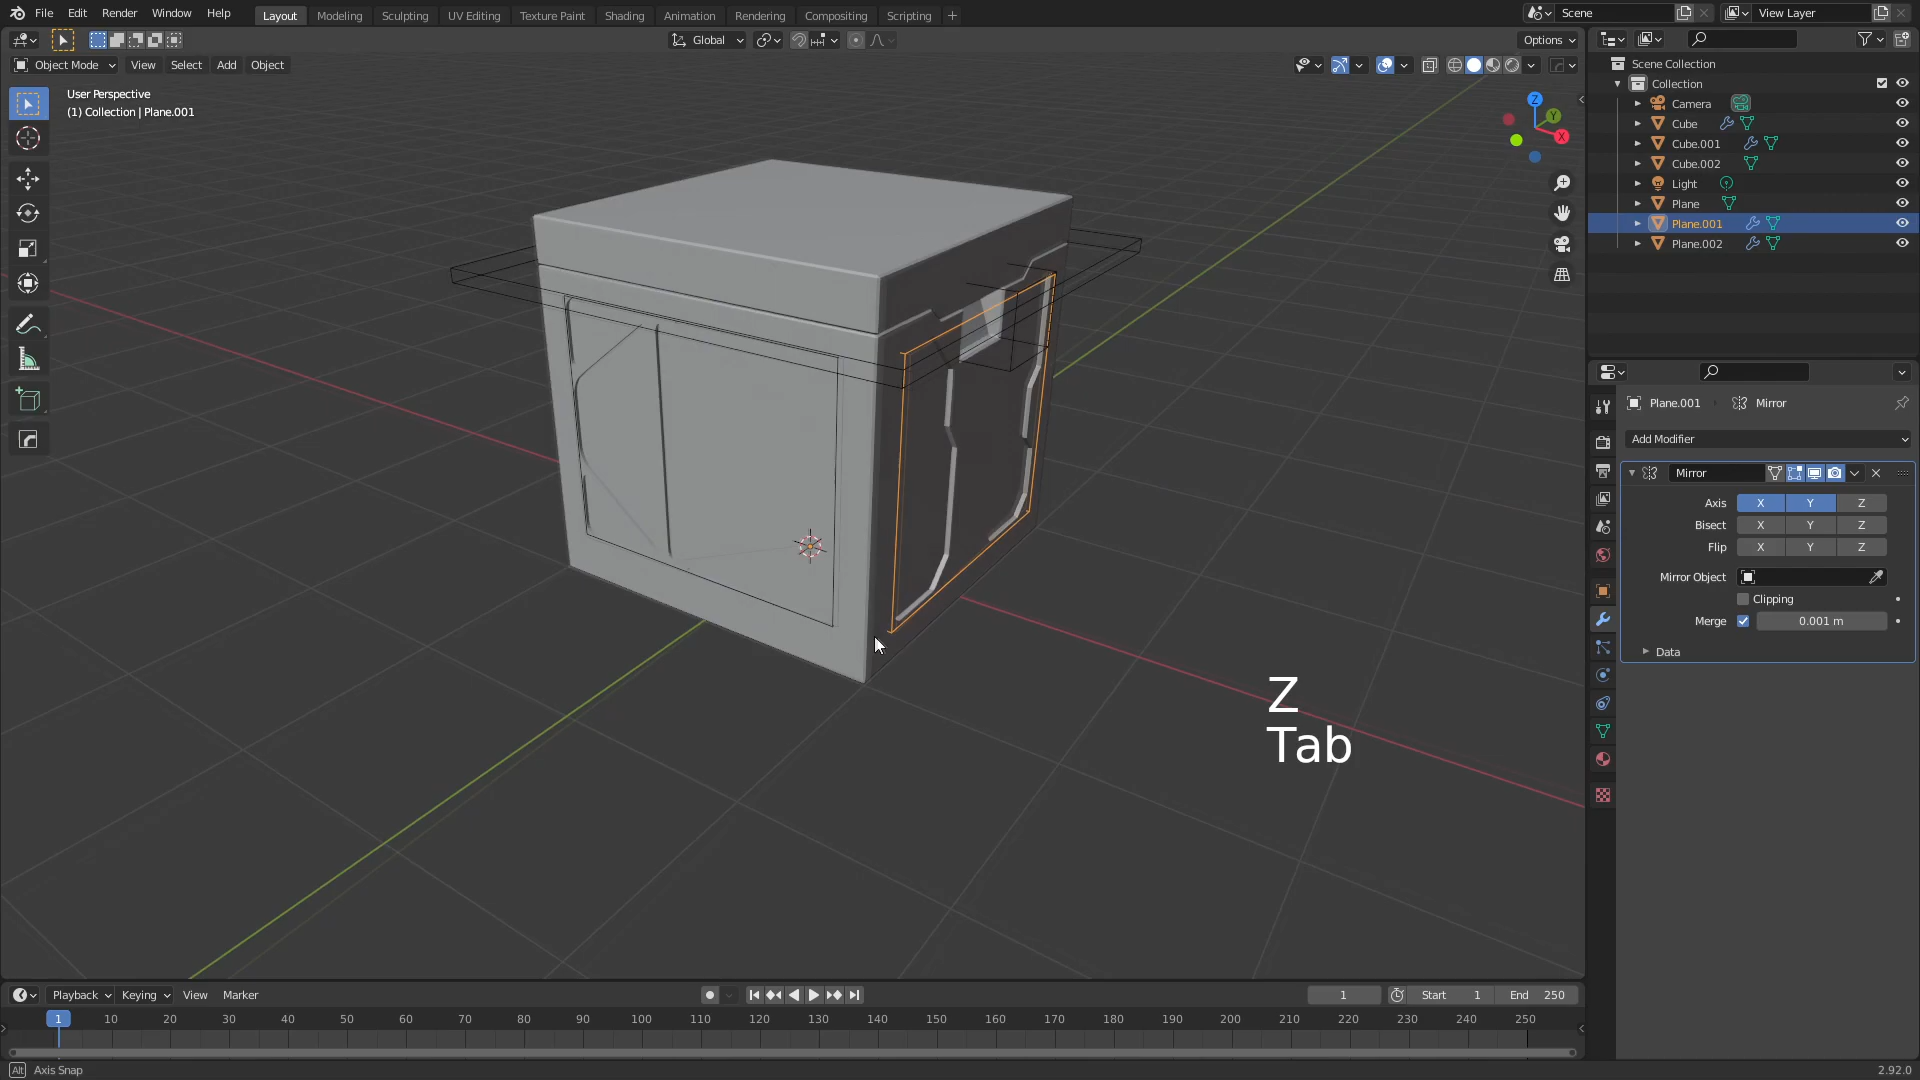 File Edit Render Window Help
Layout Modeling Sculpting UV Editing Texture Paint Shading Animation Rendering Compositing Scripting +
Scene
View Layer
Global
Options
Object Mode View Select Add Object
User Perspective
(1) Collection | Plane.001
Z
Y
X
Scene Collection
Collection
Camera
Cube
Cube.001
Cube.002
Light
Plane
Plane.001
Plane.002
Plane.001 › Mirror
Add Modifier
Mirror
Axis X Y Z
Bisect X Y Z
Flip X Y Z
Mirror Object
Clipping
Merge 0.001 m
Data
Z
Tab
Playback Keying View Marker
1
Start 1
End 250
1 10 20 30 40 50 60 70 80 90 100 110 120 130 140 150 160 170 180 190 200 210 220 230 240 250
Alt Axis Snap
2.92.0